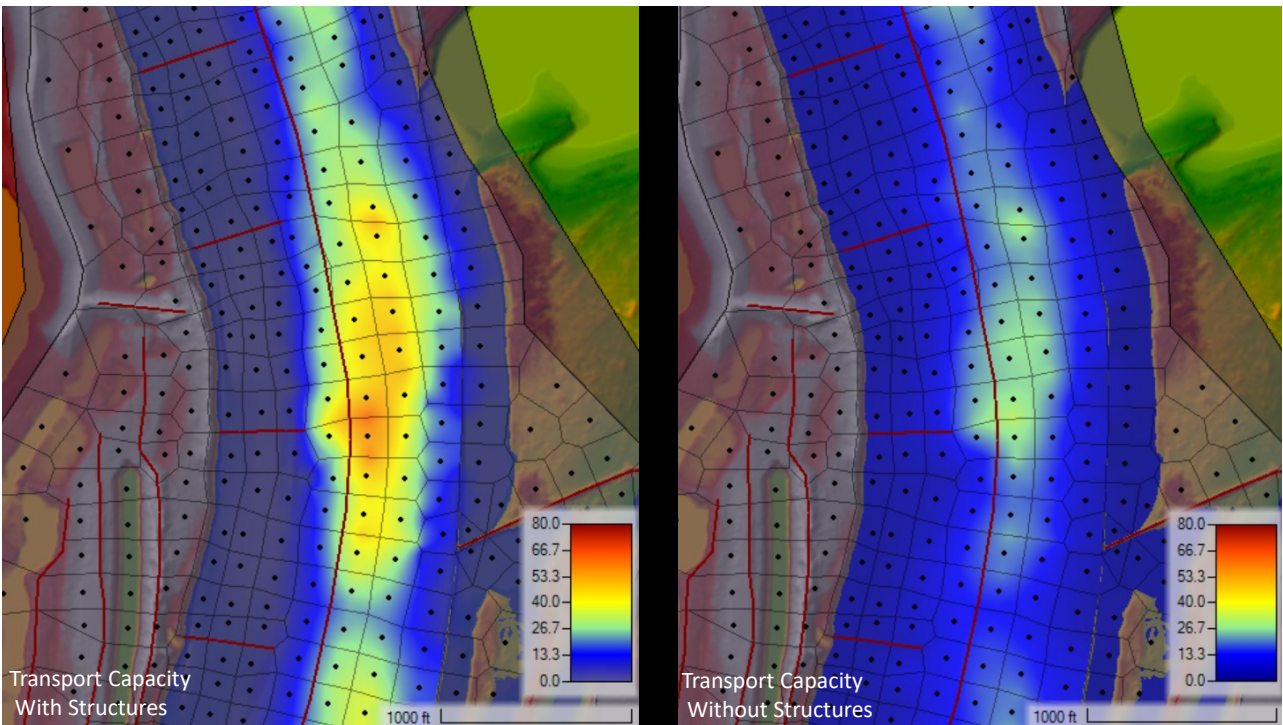 80.0
66.7
53.3
40.0
26.7
13.3
0.0
Transport Capacity
With Structures
1000 ft
80.0
66.7
53.3
40.0
26.7
13.3
0.0
Transport Capacity
Without Structures
1000 ft